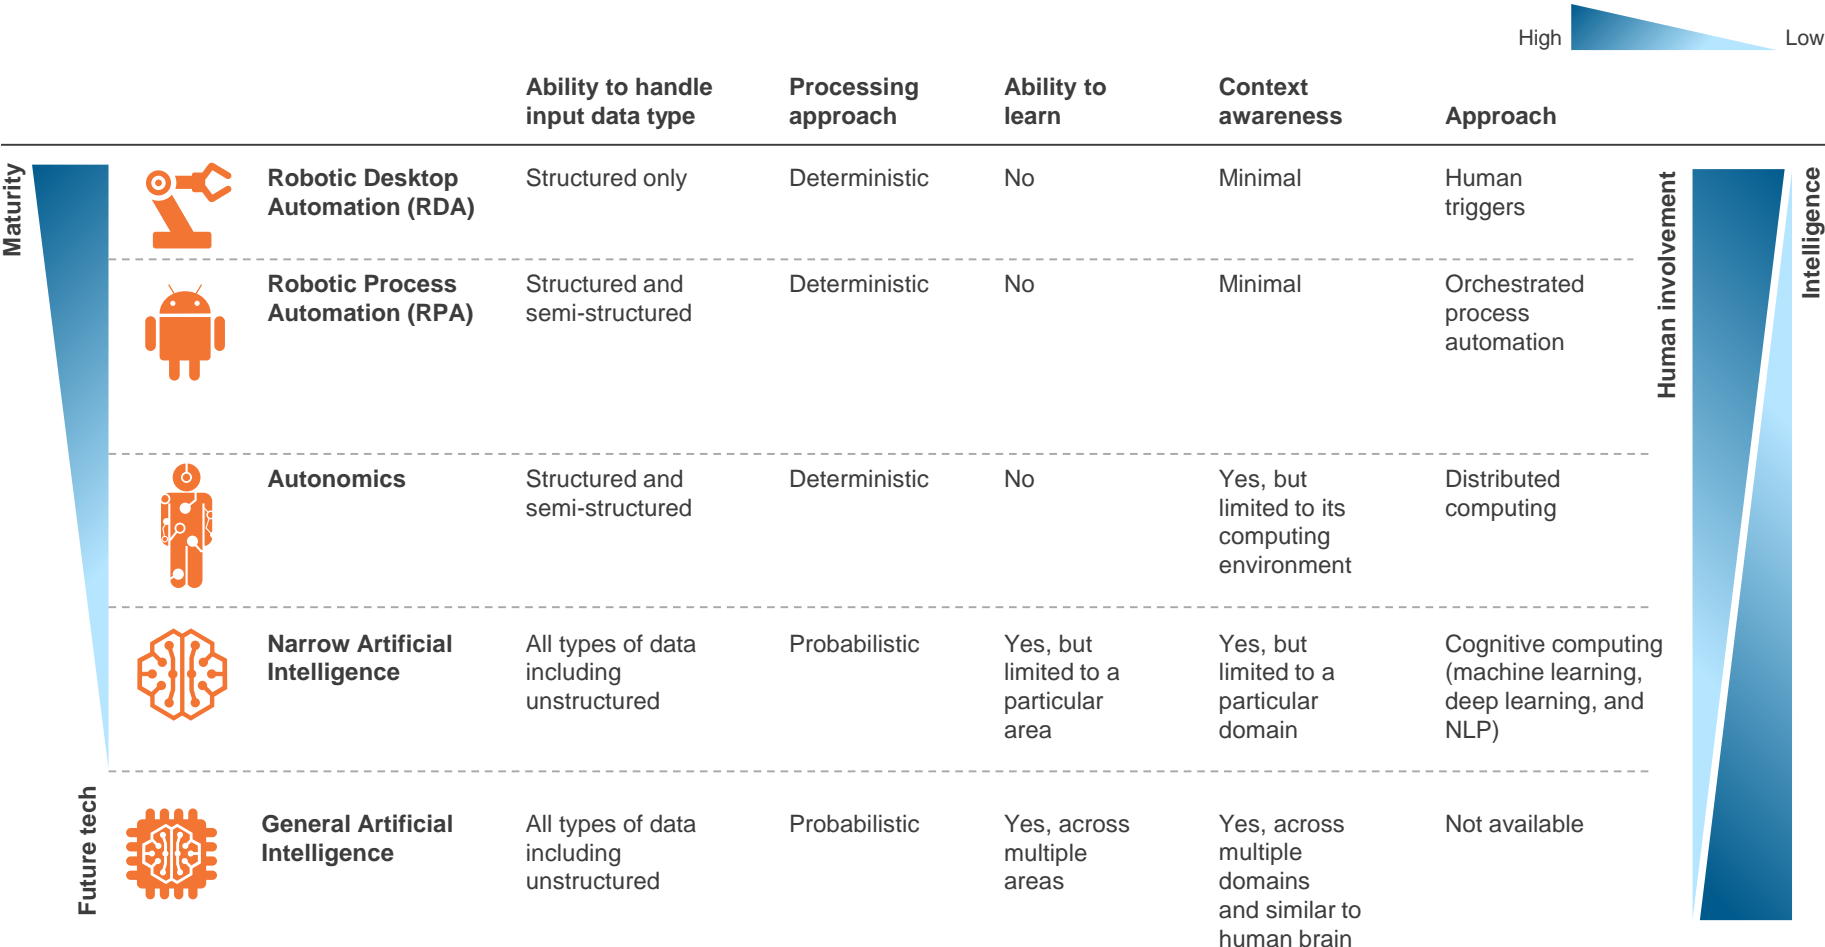 High
Low
Ability to handle
input data type
Processing
approach
Ability to
learn
Context
awareness
Approach
Maturity
Robotic Desktop
Automation (RDA)
Structured only
Deterministic
No
Minimal
Human
triggers
Human involvement
Intelligence
Robotic Process
Automation (RPA)
Structured and
semi-structured
Deterministic
No
Minimal
Orchestrated
process
automation
Autonomics
Structured and
semi-structured
Deterministic
No
Yes, but
limited to its
computing
environment
Distributed
computing
Narrow Artificial
Intelligence
All types of data
including
unstructured
Probabilistic
Yes, but
limited to a
particular
area
Yes, but
limited to a
particular
domain
Cognitive computing
(machine learning,
deep learning, and
NLP)
Future tech
General Artificial
Intelligence
All types of data
including
unstructured
Probabilistic
Yes, across
multiple
areas
Yes, across
multiple
domains
and similar to
human brain
Not available